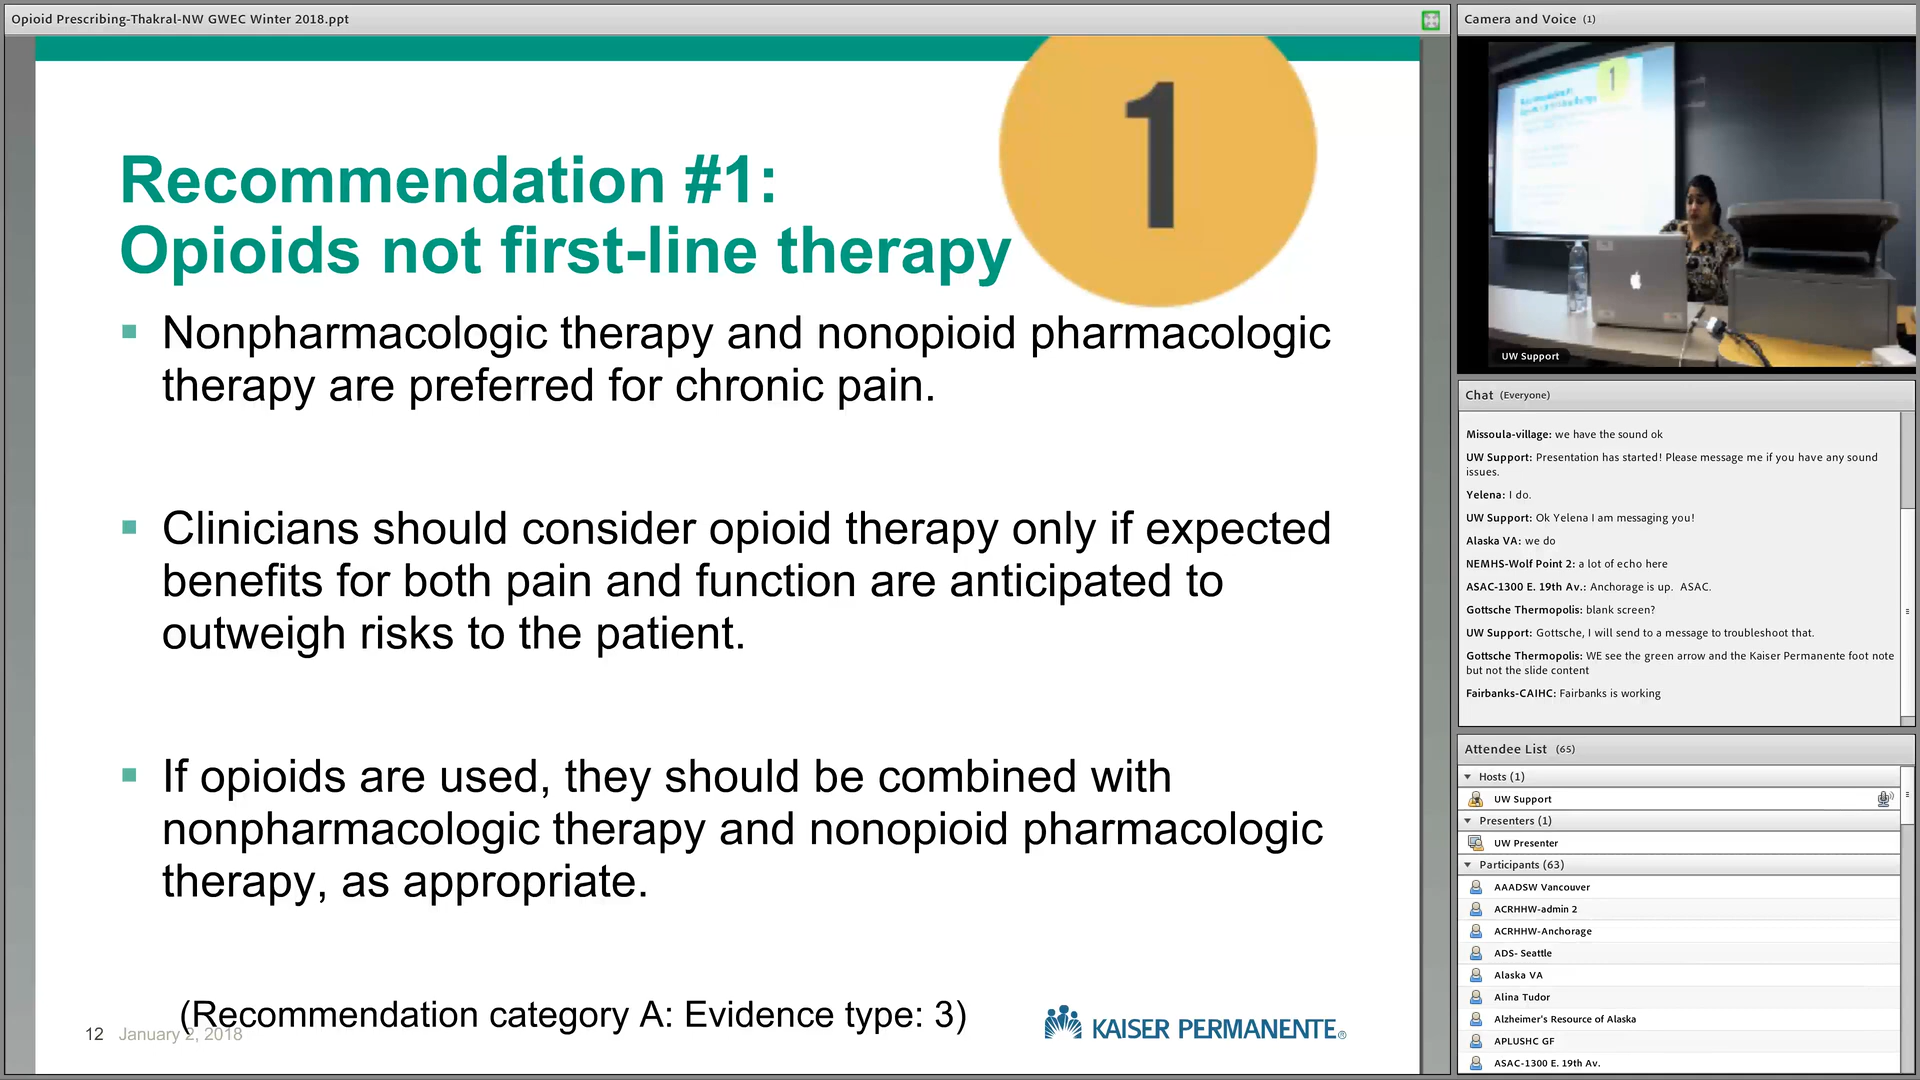 Opioid Prescribing-Thakral-NW GWEC Winter 2018.ppt
1
Recommendation #1:
Opioids not first-line therapy
Nonpharmacologic therapy and nonopioid pharmacologic
therapy are preferred for chronic pain.
Clinicians should consider opioid therapy only if expected
benefits for both pain and function are anticipated to
outweigh risks to the patient.
If opioids are used, they should be combined with
nonpharmacologic therapy and nonopioid pharmacologic
therapy, as appropriate.
(Recommendation category A: Evidence type: 3)
12 January 2, 2018
KAISER PERMANENTE®
Camera and Voice (1)
1
UW Support
Chat (Everyone)
Missoula-village: we have the sound ok
UW Support: Presentation has started! Please message me if you have any sound
issues.
Yelena: I do.
UW Support: Ok Yelena I am messaging you!
Alaska VA: we do
NEMHS-Wolf Point 2: a lot of echo here
ASAC-1300 E. 19th Av.: Anchorage is up. ASAC.
Gottsche Thermopolis: blank screen?
UW Support: Gottsche, I will send to a message to troubleshoot that.
Gottsche Thermopolis: WE see the green arrow and the Kaiser Permanente foot note
but not the slide content
Fairbanks-CAIHC: Fairbanks is working
Attendee List (65)
Hosts (1)
UW Support
Presenters (1)
UW Presenter
Participants (63)
AAADSW Vancouver
ACRHHW-admin 2
ACRHHW-Anchorage
ADS- Seattle
Alaska VA
Alina Tudor
Alzheimer's Resource of Alaska
APLUSHC GF
ASAC-1300 E. 19th Av.